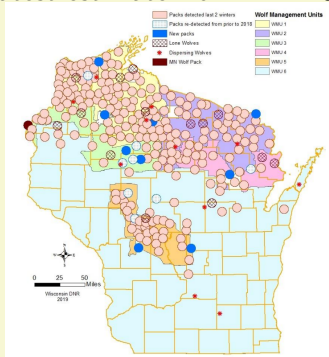 Packs detected last 2 winters
Packs re-detected from prior to 2018
New packs
Lone Wolves
Dispersing Wolves
MN Wolf Pack
Wolf Management Units
WMU 1
WMU 2
WMU 3
WMU 4
WMU 5
WMU 6
0 25 50
Miles
Wisconsin DNR
2019